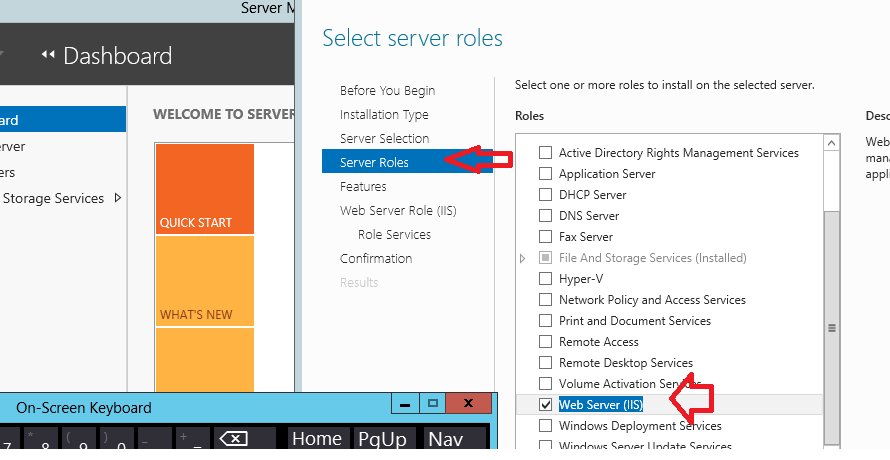 Server M
Dashboard
ard
erver
ers
Storage Services
WELCOME TO SERVER
QUICK START
WHAT'S NEW
Select server roles
Before You Begin
Installation Type
Server Selection
Server Roles
Features
Web Server Role (IIS)
Role Services
Confirmation
Results
Select one or more roles to install on the selected server.
Roles
Active Directory Rights Management Services
Application Server
DHCP Server
DNS Server
Fax Server
File And Storage Services (Installed)
Hyper-V
Network Policy and Access Services
Print and Document Services
Remote Access
Remote Desktop Services
Volume Activation Services
Web Server (IIS)
Windows Deployment Services
Windows Server Update Services
Desc
Web
mana
appli
On-Screen Keyboard
7 * 8 ( 9 ) 0 _ - + =
Home PgUp Nav